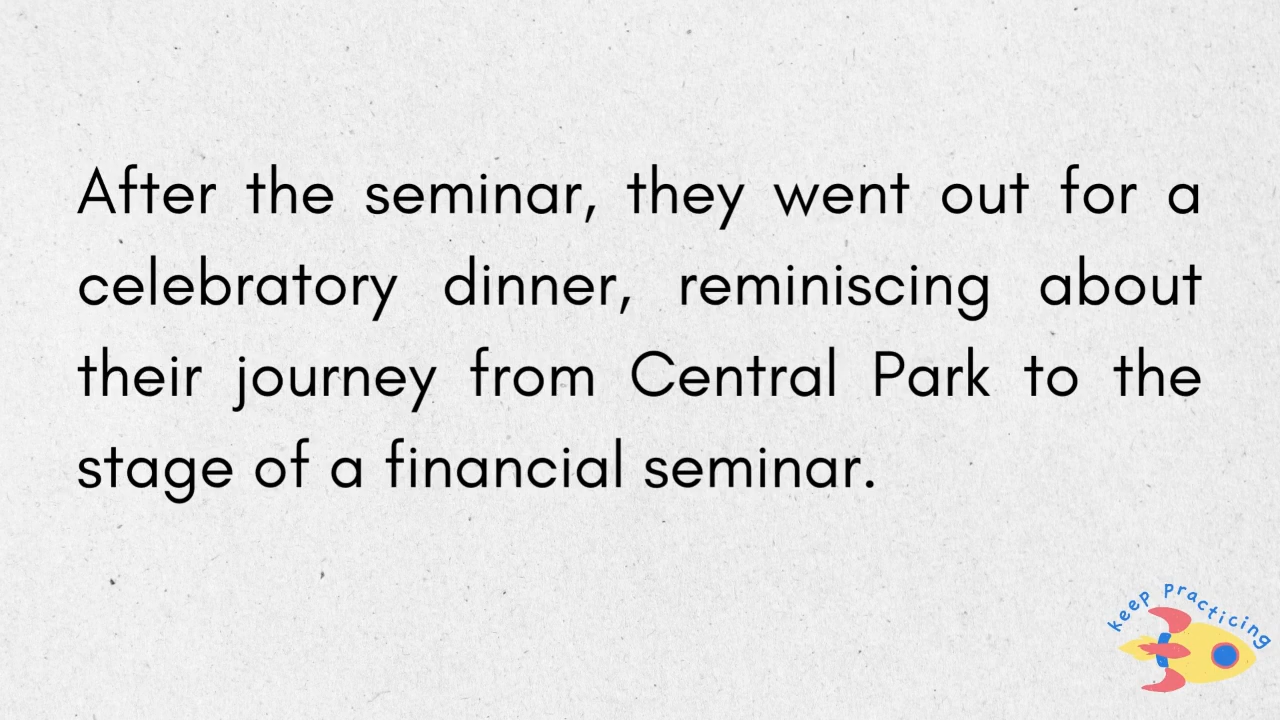 After the seminar, they went out for a
celebratory dinner, reminiscing about
their journey from Central Park to the
stage of a financial seminar.
keep practicing